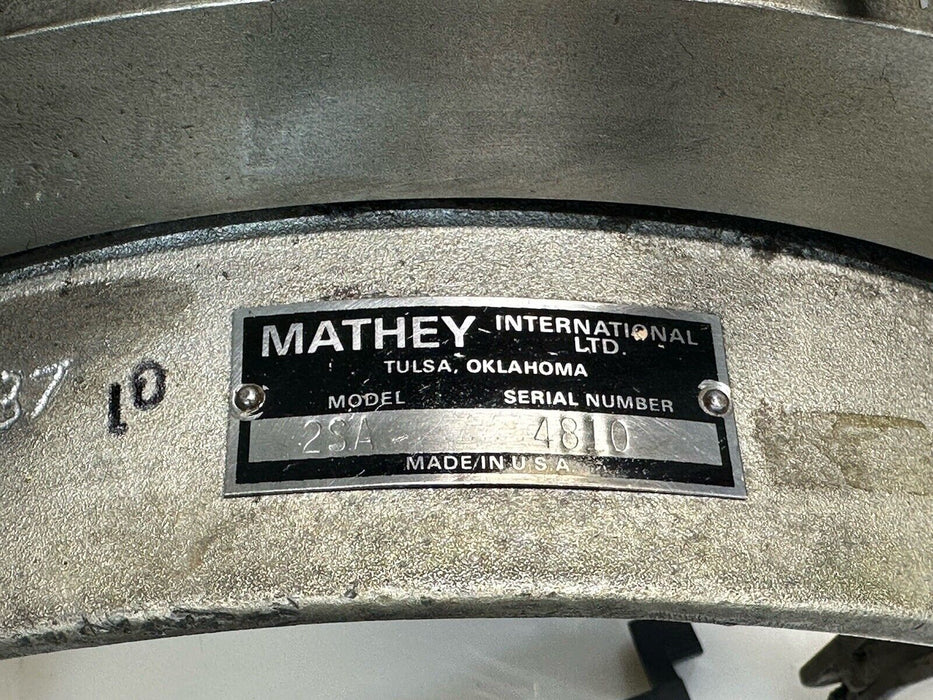 MATHEY INTERNATIONAL LTD.
TULSA, OKLAHOMA
MODEL SERIAL NUMBER
2SA 4810
MADE IN U.S.A.
37
10